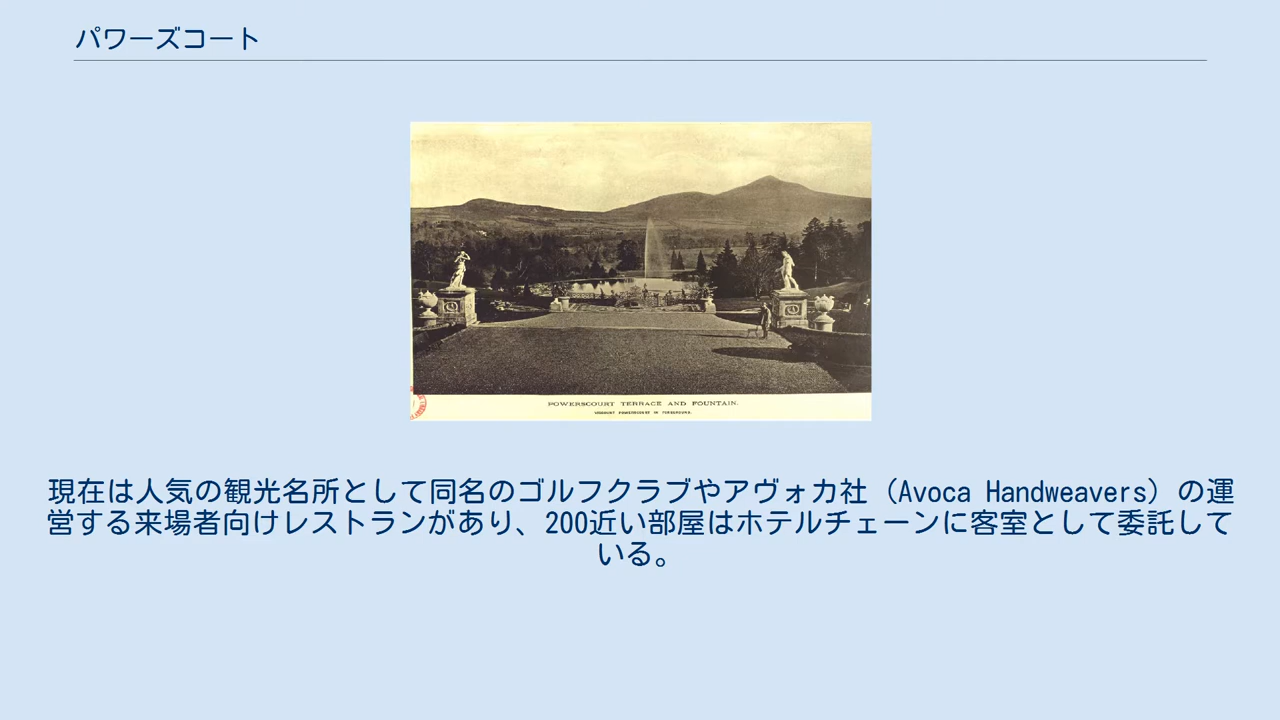 パワーズコート
POWERSCOURT TERRACE AND FOUNTAIN.
VISCOUNT POWERSCOURT IN FOREGROUND.
現在は人気の観光名所として同名のゴルフクラブやアヴォカ社（Avoca Handweavers）の運
営する来場者向けレストランがあり、200近い部屋はホテルチェーンに客室として委託して
いる。